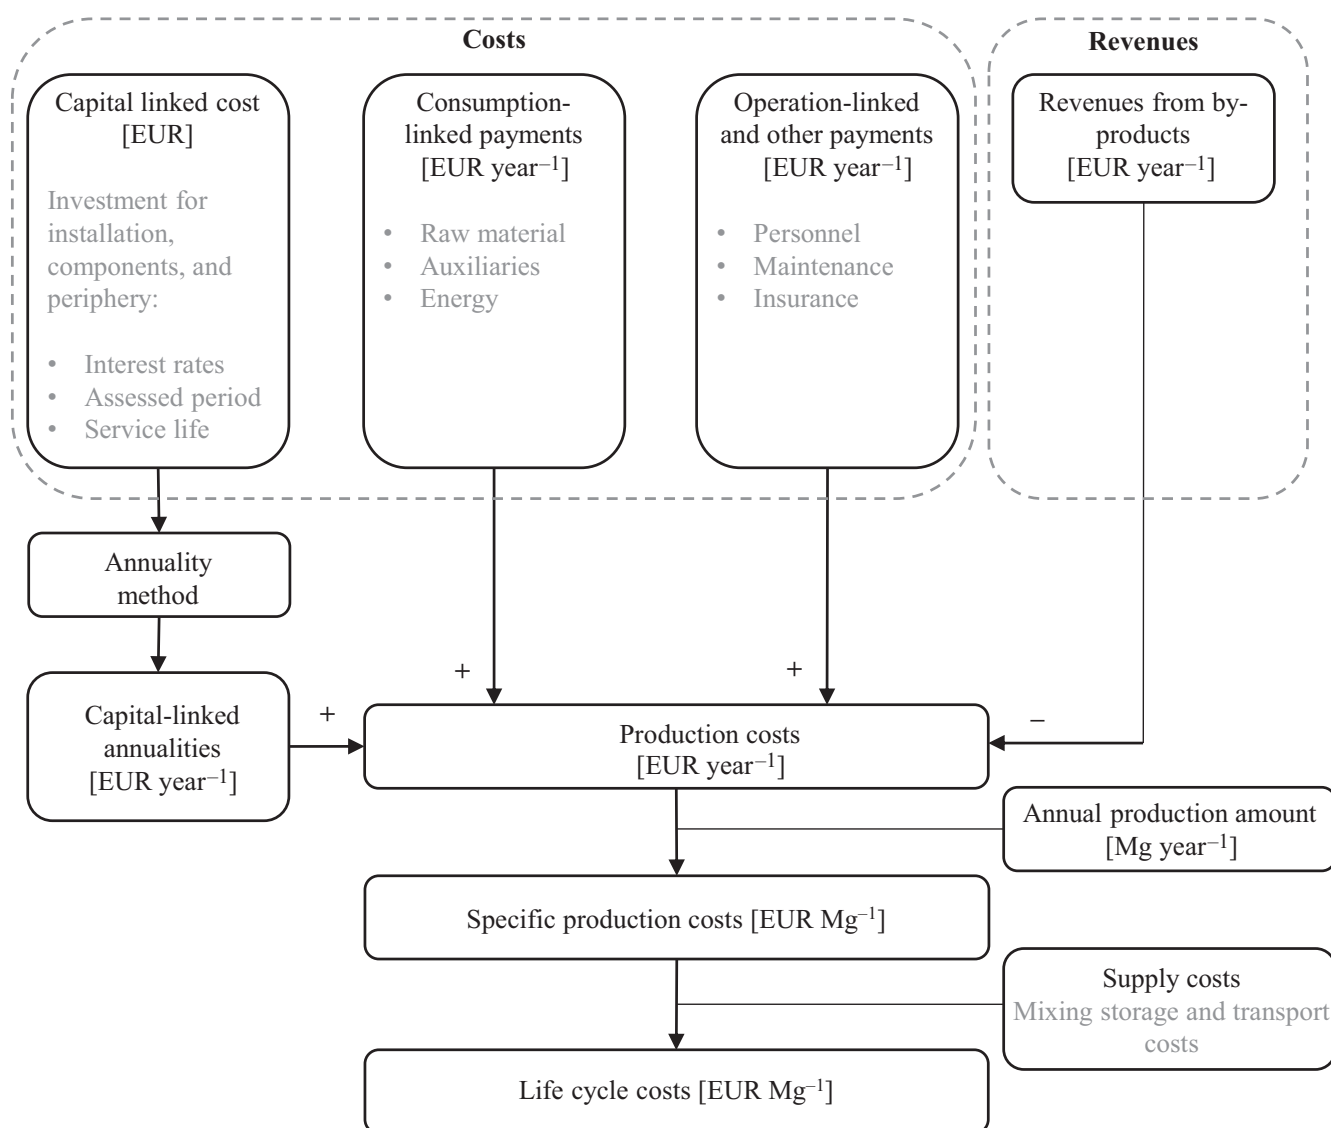 Costs
Capital linked cost
[EUR]
Investment for
installation,
components, and
periphery:
• Interest rates
• Assessed period
• Service life
Consumption-
linked payments
[EUR year⁻¹]
• Raw material
• Auxiliaries
• Energy
Operation-linked
and other payments
[EUR year⁻¹]
• Personnel
• Maintenance
• Insurance
Revenues
Revenues from by-
products
[EUR year⁻¹]
Annuality
method
Capital-linked
annualities
[EUR year⁻¹]
+
+
+
−
Production costs
[EUR year⁻¹]
Annual production amount
[Mg year⁻¹]
Specific production costs [EUR Mg⁻¹]
Supply costs
Mixing storage and transport
costs
Life cycle costs [EUR Mg⁻¹]